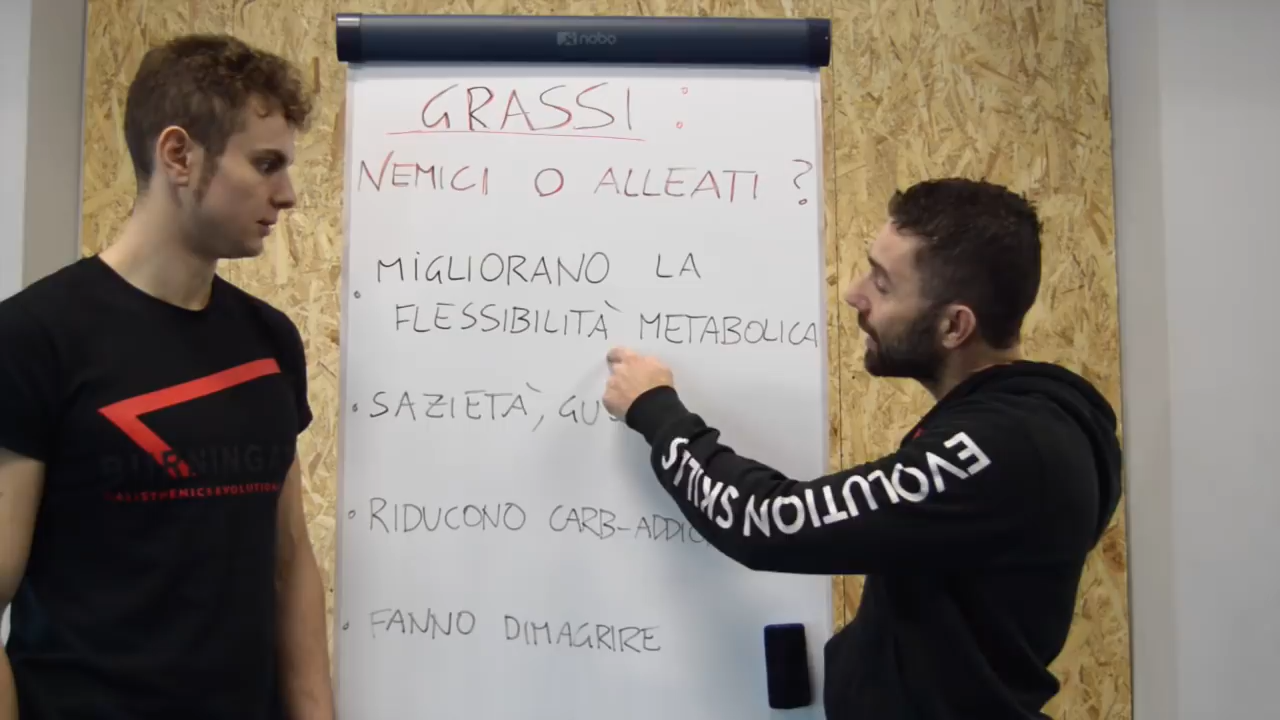 nobo
GRASSI :
NEMICI O ALLEATI ?
• MIGLIORANO LA
FLESSIBILITÀ METABOLICA
• SAZIETÀ,
• RIDUCONO
• FANNO DIMAGRIRE
EVOLUTION SKILLS